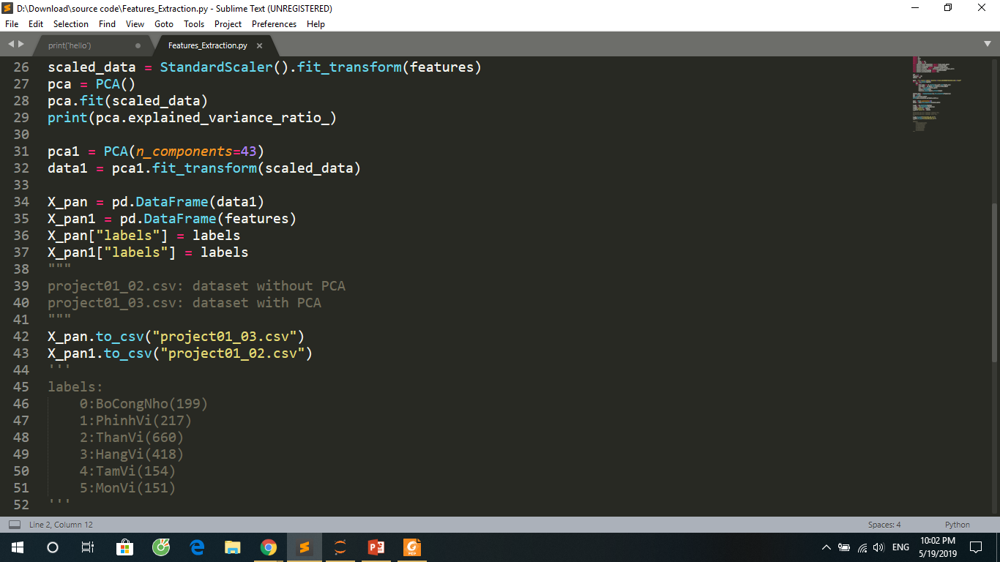 D:\Download\source code\Features_Extraction.py - Sublime Text (UNREGISTERED)
File Edit Selection Find View Goto Tools Project Preferences Help
print('hello') Features_Extraction.py
26 scaled_data = StandardScaler().fit_transform(features)
27 pca = PCA()
28 pca.fit(scaled_data)
29 print(pca.explained_variance_ratio_)
30
31 pca1 = PCA(n_components=43)
32 data1 = pca1.fit_transform(scaled_data)
33
34 X_pan = pd.DataFrame(data1)
35 X_pan1 = pd.DataFrame(features)
36 X_pan["labels"] = labels
37 X_pan1["labels"] = labels
38 """
39 project01_02.csv: dataset without PCA
40 project01_03.csv: dataset with PCA
41 """
42 X_pan.to_csv("project01_03.csv")
43 X_pan1.to_csv("project01_02.csv")
44 '''
45 labels:
46     0:BoCongNho(199)
47     1:PhinhVi(217)
48     2:ThanVi(660)
49     3:HangVi(418)
50     4:TamVi(154)
51     5:MonVi(151)
52 '''
Line 2, Column 12 Spaces: 4 Python
ENG 10:02 PM
5/19/2019